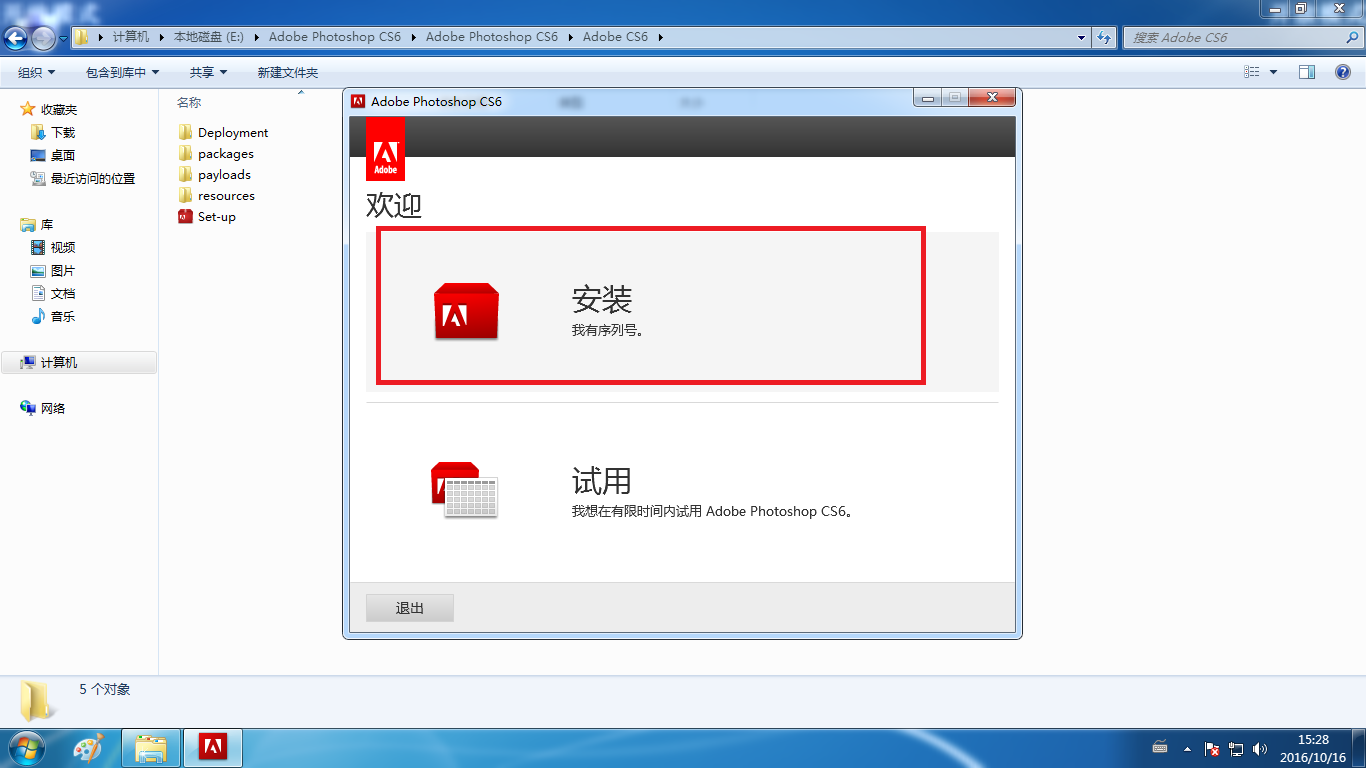 计算机 本地磁盘 (E:) Adobe Photoshop CS6 Adobe Photoshop CS6 Adobe CS6
搜索 Adobe CS6
组织 包含到库中 共享 新建文件夹
收藏夹
下载
桌面
最近访问的位置
库
视频
图片
文档
音乐
计算机
网络
名称
Deployment
packages
payloads
resources
Set-up
Adobe Photoshop CS6
Adobe
欢迎
安装
我有序列号。
试用
我想在有限时间内试用 Adobe Photoshop CS6。
退出
5 个对象
15:28
2016/10/16